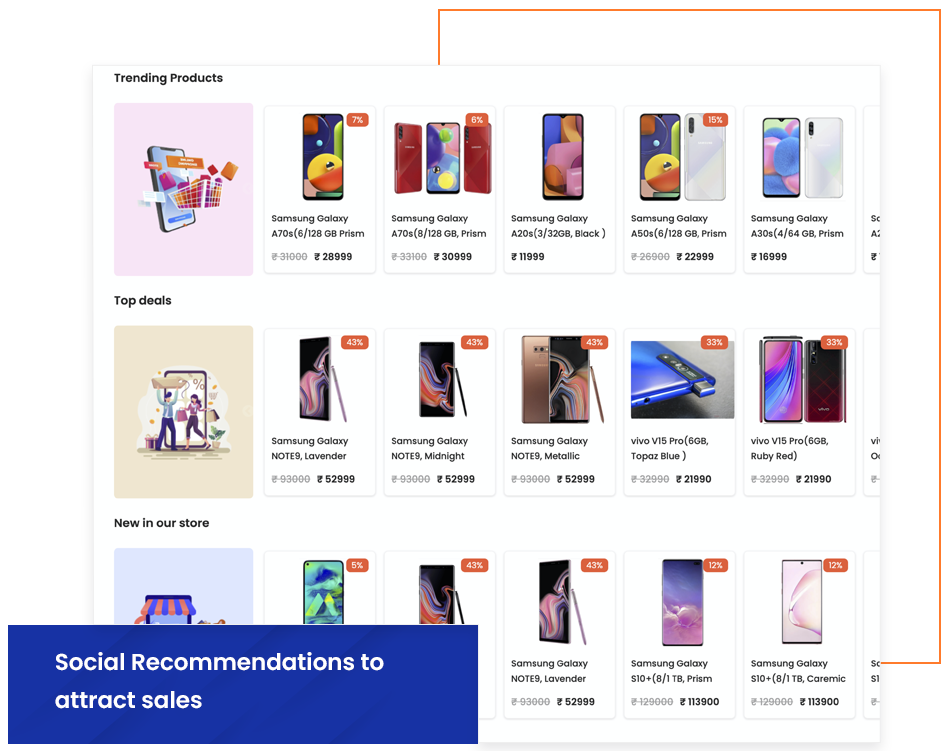 Trending Products
7%
6%
15%
Samsung Galaxy
A70s(6/128 GB Prism
₹ 31000 ₹ 28999
Samsung Galaxy
A70s(8/128 GB, Prism
₹ 33100 ₹ 30999
Samsung Galaxy
A20s(3/32GB, Black )
₹ 11999
Samsung Galaxy
A50s(6/128 GB, Prism
₹ 26900 ₹ 22999
Samsung Galaxy
A30s(4/64 GB, Prism
₹ 16999
Top deals
43%
43%
43%
33%
33%
Samsung Galaxy
NOTE9, Lavender
₹ 93000 ₹ 52999
Samsung Galaxy
NOTE9, Midnight
₹ 93000 ₹ 52999
Samsung Galaxy
NOTE9, Metallic
₹ 93000 ₹ 52999
vivo V15 Pro(6GB,
Topaz Blue )
₹ 32990 ₹ 21990
vivo V15 Pro(6GB,
Ruby Red)
₹ 32990 ₹ 21990
New in our store
5%
43%
43%
12%
12%
Samsung Galaxy
NOTE9, Lavender
₹ 93000 ₹ 52999
Samsung Galaxy
S10+(8/1 TB, Prism
₹ 129000 ₹ 113900
Samsung Galaxy
S10+(8/1 TB, Caremic
₹ 129000 ₹ 113900
Social Recommendations to
attract sales